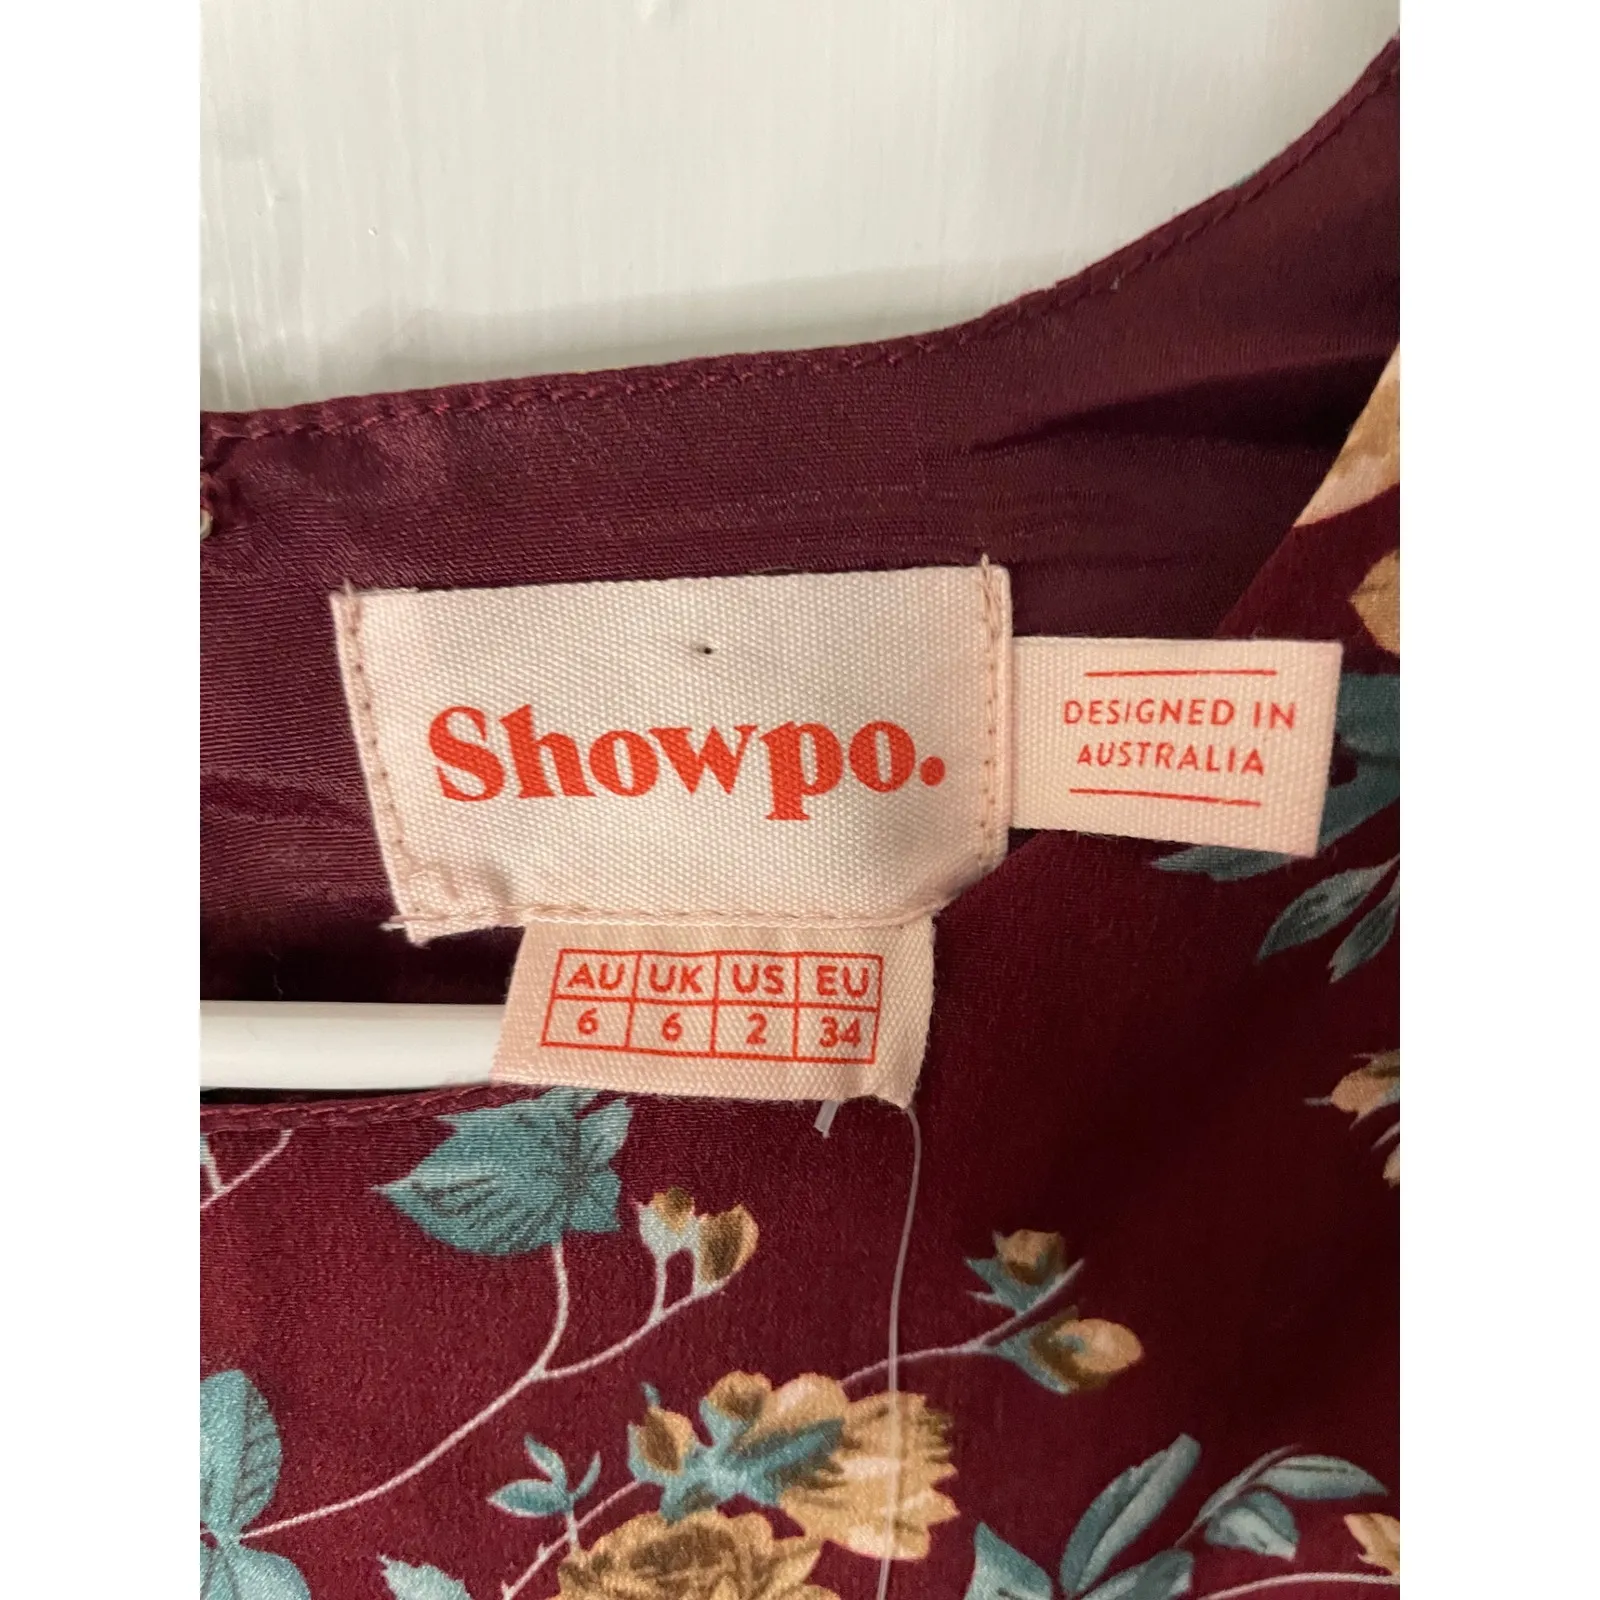 Showpo.
DESIGNED IN
AUSTRALIA
AU UK US EU
6 6 2 34